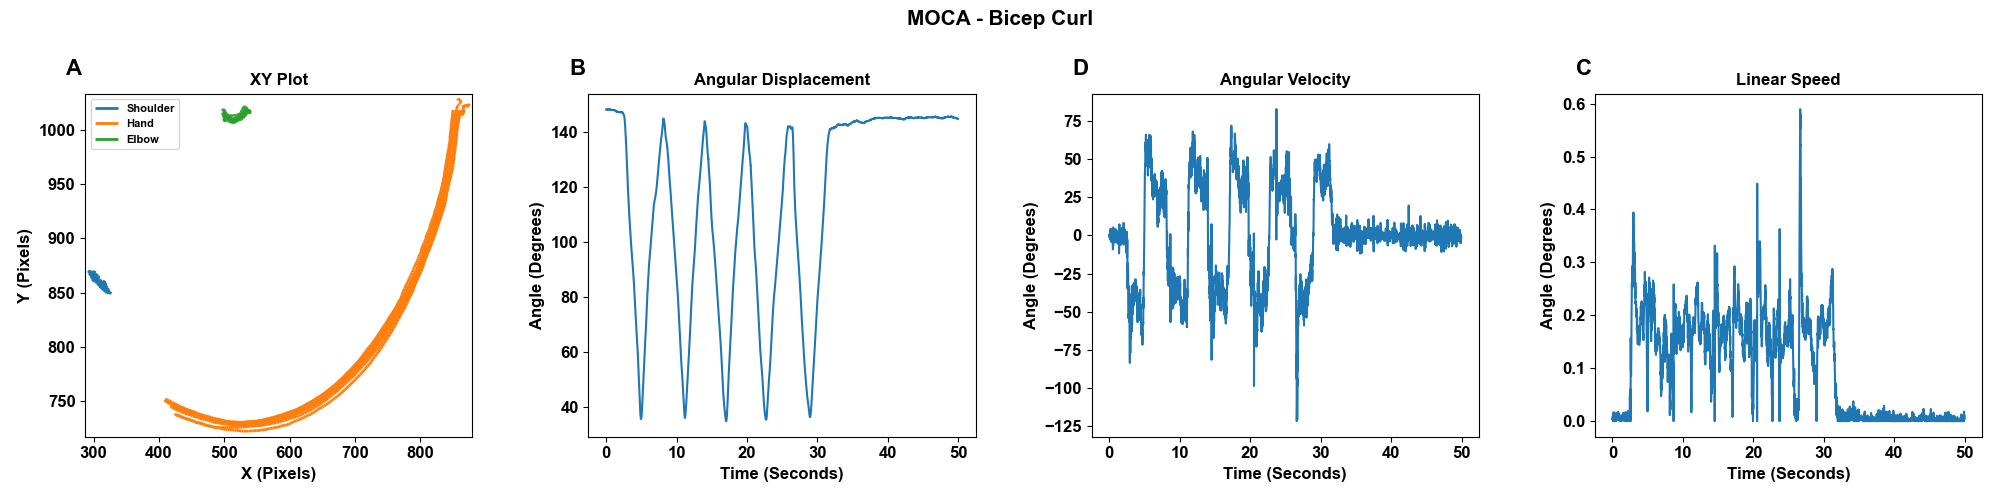 MOCA - Bicep Curl
A
XY Plot
Shoulder
Hand
Elbow
1000
950
900
850
800
750
Y (Pixels)
300 400 500 600 700 800
X (Pixels)
B
Angular Displacement
140
120
100
80
60
40
Angle (Degrees)
0 10 20 30 40 50
Time (Seconds)
D
Angular Velocity
75
50
25
0
−25
−50
−75
−100
−125
Angle (Degrees)
0 10 20 30 40 50
Time (Seconds)
C
Linear Speed
0.6
0.5
0.4
0.3
0.2
0.1
0.0
Angle (Degrees)
0 10 20 30 40 50
Time (Seconds)